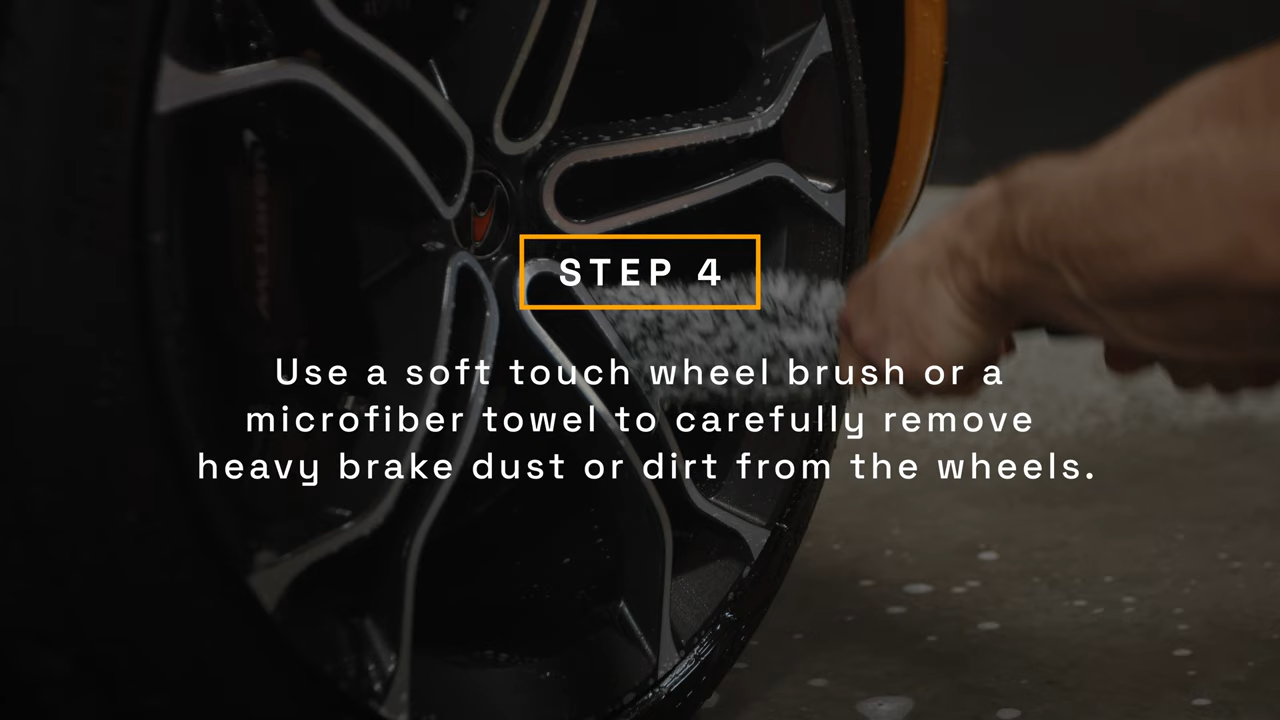 STEP 4
Use a soft touch wheel brush or a
microfiber towel to carefully remove
heavy brake dust or dirt from the wheels.